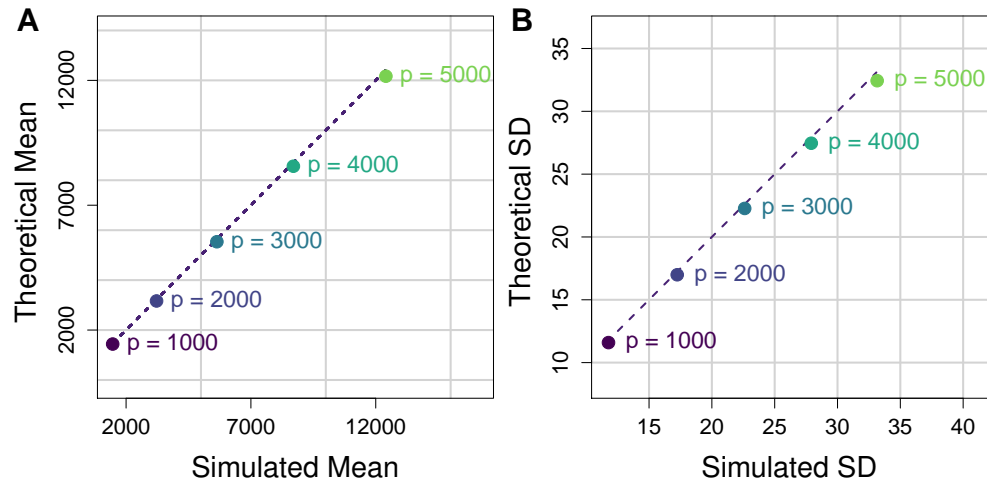 A
Theoretical Mean
12000
7000
2000
p = 5000
p = 4000
p = 3000
p = 2000
p = 1000
2000 7000 12000
Simulated Mean
B
Theoretical SD
35
30
25
20
15
10
p = 5000
p = 4000
p = 3000
p = 2000
p = 1000
15 20 25 30 35 40
Simulated SD